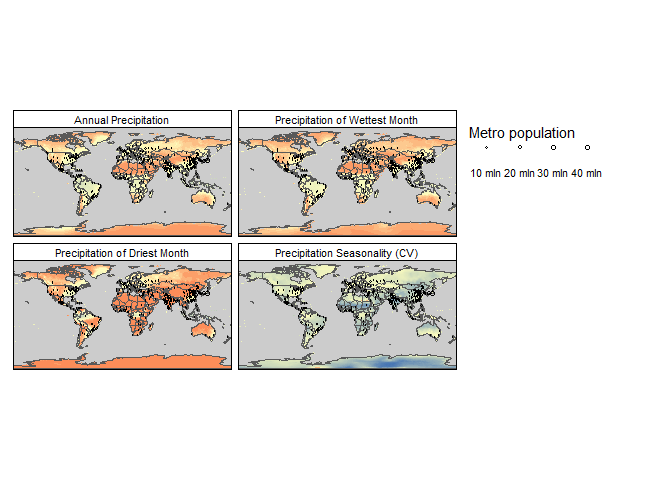 Annual Precipitation
Precipitation of Wettest Month
Metro population
10 mln 20 mln 30 mln 40 mln
Precipitation of Driest Month
Precipitation Seasonality (CV)